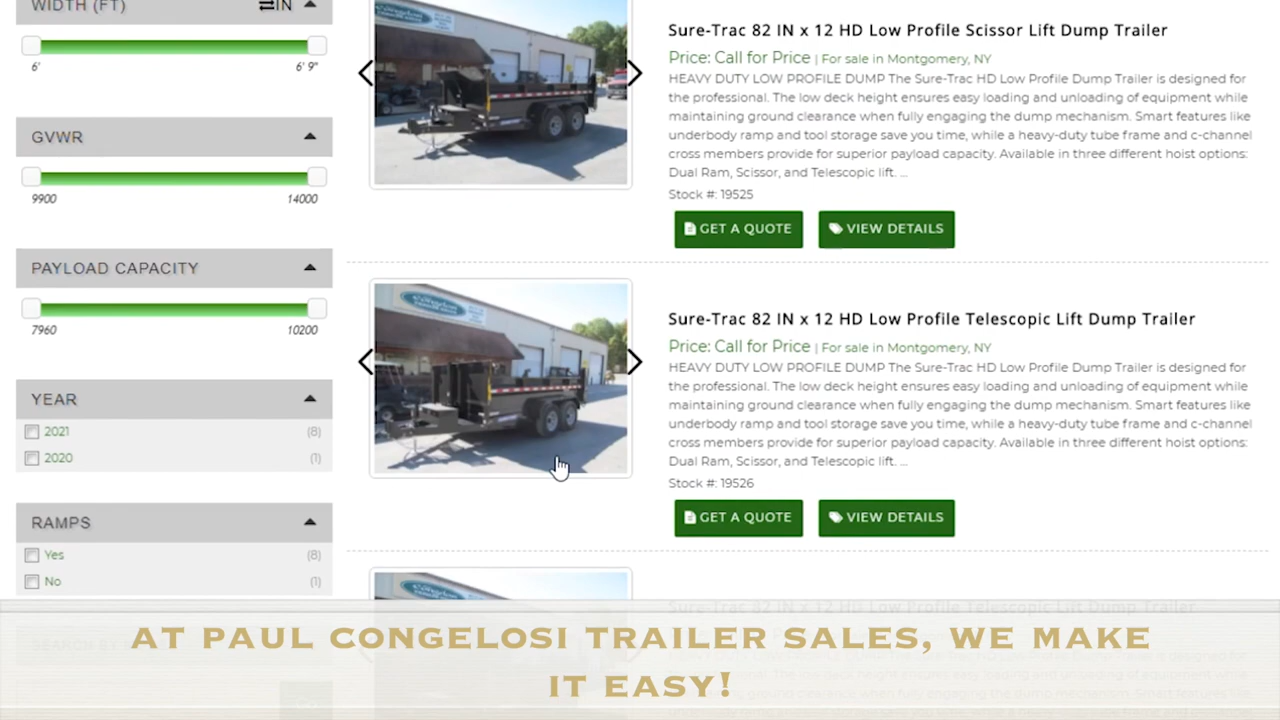 WIDTH (FT)
IN
6'
6' 9"
GVWR
9900
14000
PAYLOAD CAPACITY
7960
10200
YEAR
2021
(8)
2020
(1)
RAMPS
Yes
(8)
No
(1)
Sure-Trac 82 IN x 12 HD Low Profile Scissor Lift Dump Trailer
Price: Call for Price | For sale in Montgomery, NY
HEAVY DUTY LOW PROFILE DUMP The Sure-Trac HD Low Profile Dump Trailer is designed for
the professional. The low deck height ensures easy loading and unloading of equipment while
maintaining ground clearance when fully engaging the dump mechanism. Smart features like
underbody ramp and tool storage save you time, while a heavy-duty tube frame and c-channel
cross members provide for superior payload capacity. Available in three different hoist options:
Dual Ram, Scissor, and Telescopic lift. ...
Stock #: 19525
GET A QUOTE
VIEW DETAILS
Sure-Trac 82 IN x 12 HD Low Profile Telescopic Lift Dump Trailer
Price: Call for Price | For sale in Montgomery, NY
HEAVY DUTY LOW PROFILE DUMP The Sure-Trac HD Low Profile Dump Trailer is designed for
the professional. The low deck height ensures easy loading and unloading of equipment while
maintaining ground clearance when fully engaging the dump mechanism. Smart features like
underbody ramp and tool storage save you time, while a heavy-duty tube frame and c-channel
cross members provide for superior payload capacity. Available in three different hoist options:
Dual Ram, Scissor, and Telescopic lift. ...
Stock #: 19526
GET A QUOTE
VIEW DETAILS
Sure-Trac 82 IN x 12 HD Low Profile Telescopic Lift Dump Trailer
AT PAUL CONGELOSI TRAILER SALES, WE MAKE
IT EASY!